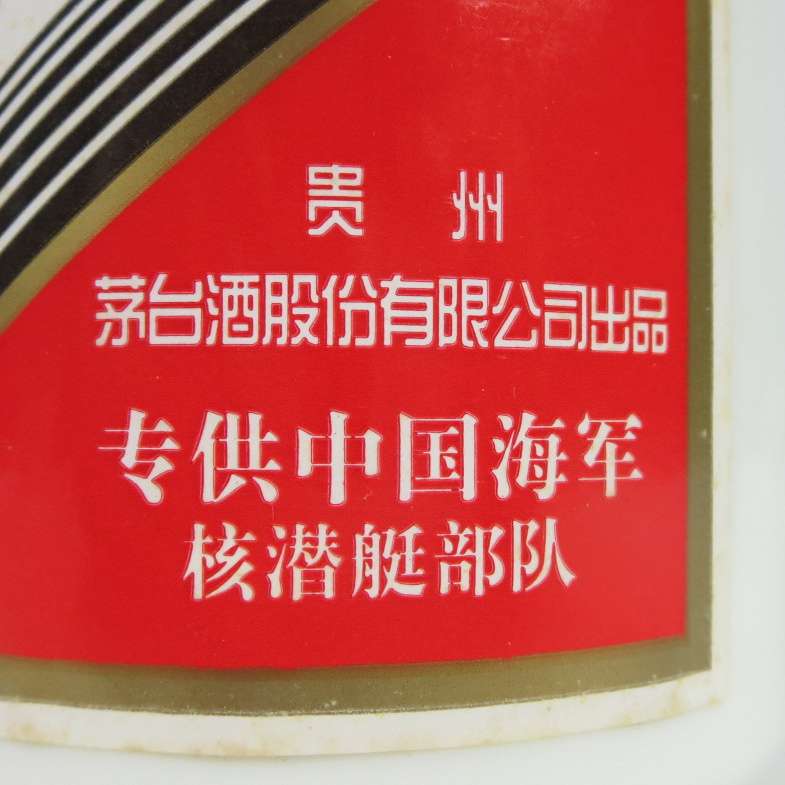 贵 州
茅台酒股份有限公司出品
专供中国海军
核潜艇部队